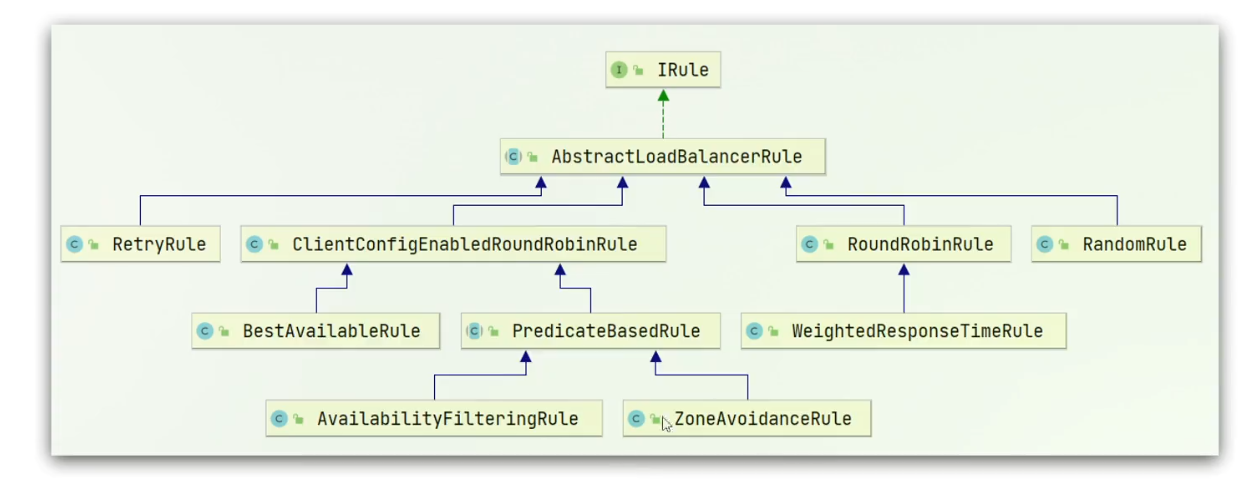 IRule
AbstractLoadBalancerRule
RetryRule
ClientConfigEnabledRoundRobinRule
RoundRobinRule
RandomRule
BestAvailableRule
PredicateBasedRule
WeightedResponseTimeRule
AvailabilityFilteringRule
ZoneAvoidanceRule